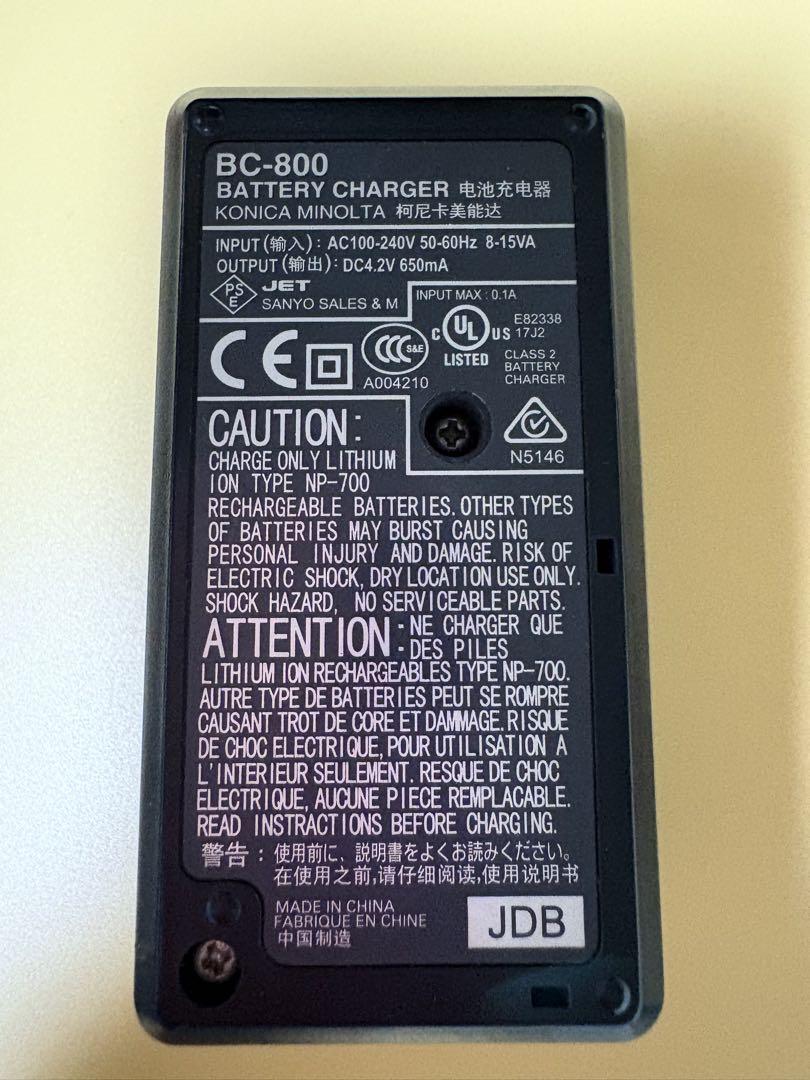 BC-800
BATTERY CHARGER 电池充电器
KONICA MINOLTA 柯尼卡美能达
INPUT (输入) : AC100-240V 50-60Hz 8-15VA
OUTPUT (输出) : DC4.2V 650mA
PS
E
JET
SANYO SALES & M
INPUT MAX : 0.1A
C UL US
LISTED
E82338
17J2
CLASS 2
BATTERY
CHARGER
CE
CCC S&E
A004210
N5146
CAUTION:
CHARGE ONLY LITHIUM
ION TYPE NP-700
RECHARGEABLE BATTERIES. OTHER TYPES
OF BATTERIES MAY BURST CAUSING
PERSONAL INJURY AND DAMAGE. RISK OF
ELECTRIC SHOCK, DRY LOCATION USE ONLY.
SHOCK HAZARD, NO SERVICEABLE PARTS.
ATTENTION: NE CHARGER QUE
DES PILES
LITHIUM ION RECHARGEABLES TYPE NP-700.
AUTRE TYPE DE BATTERIES PEUT SE ROMPRE
CAUSANT TROT DE CORE ET DAMMAGE. RISQUE
DE CHOC ELECTRIQUE, POUR UTILISATION A
L'INTERIEUR SEULEMENT. RESQUE DE CHOC
ELECTRIQUE, AUCUNE PIECE REMPLACABLE.
READ INSTRACTIONS BEFORE CHARGING.
警告 : 使用前に、説明書をよくお読みください。
在使用之前,请仔细阅读,使用说明书
MADE IN CHINA
FABRIQUE EN CHINE
中国制造
JDB